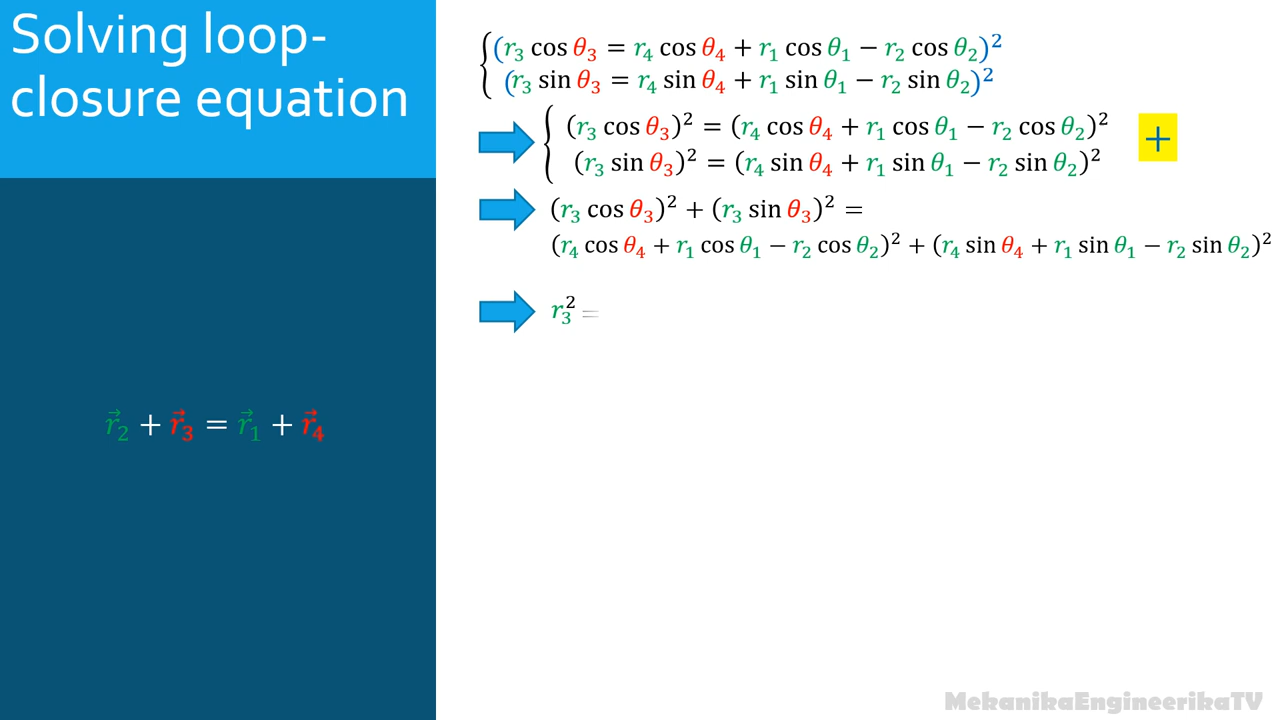 Solving loop-
closure equation
{(r₃ cos θ₃ = r₄ cos θ₄ + r₁ cos θ₁ − r₂ cos θ₂)²
(r₃ sin θ₃ = r₄ sin θ₄ + r₁ sin θ₁ − r₂ sin θ₂)²
{(r₃ cos θ₃)² = (r₄ cos θ₄ + r₁ cos θ₁ − r₂ cos θ₂)²
(r₃ sin θ₃)² = (r₄ sin θ₄ + r₁ sin θ₁ − r₂ sin θ₂)²
+
(r₃ cos θ₃)² + (r₃ sin θ₃)² =
(r₄ cos θ₄ + r₁ cos θ₁ − r₂ cos θ₂)² + (r₄ sin θ₄ + r₁ sin θ₁ − r₂ sin θ₂)²
r₃² =
r⃗₂ + r⃗₃ = r⃗₁ + r⃗₄
MekanikaEngineerikaTV